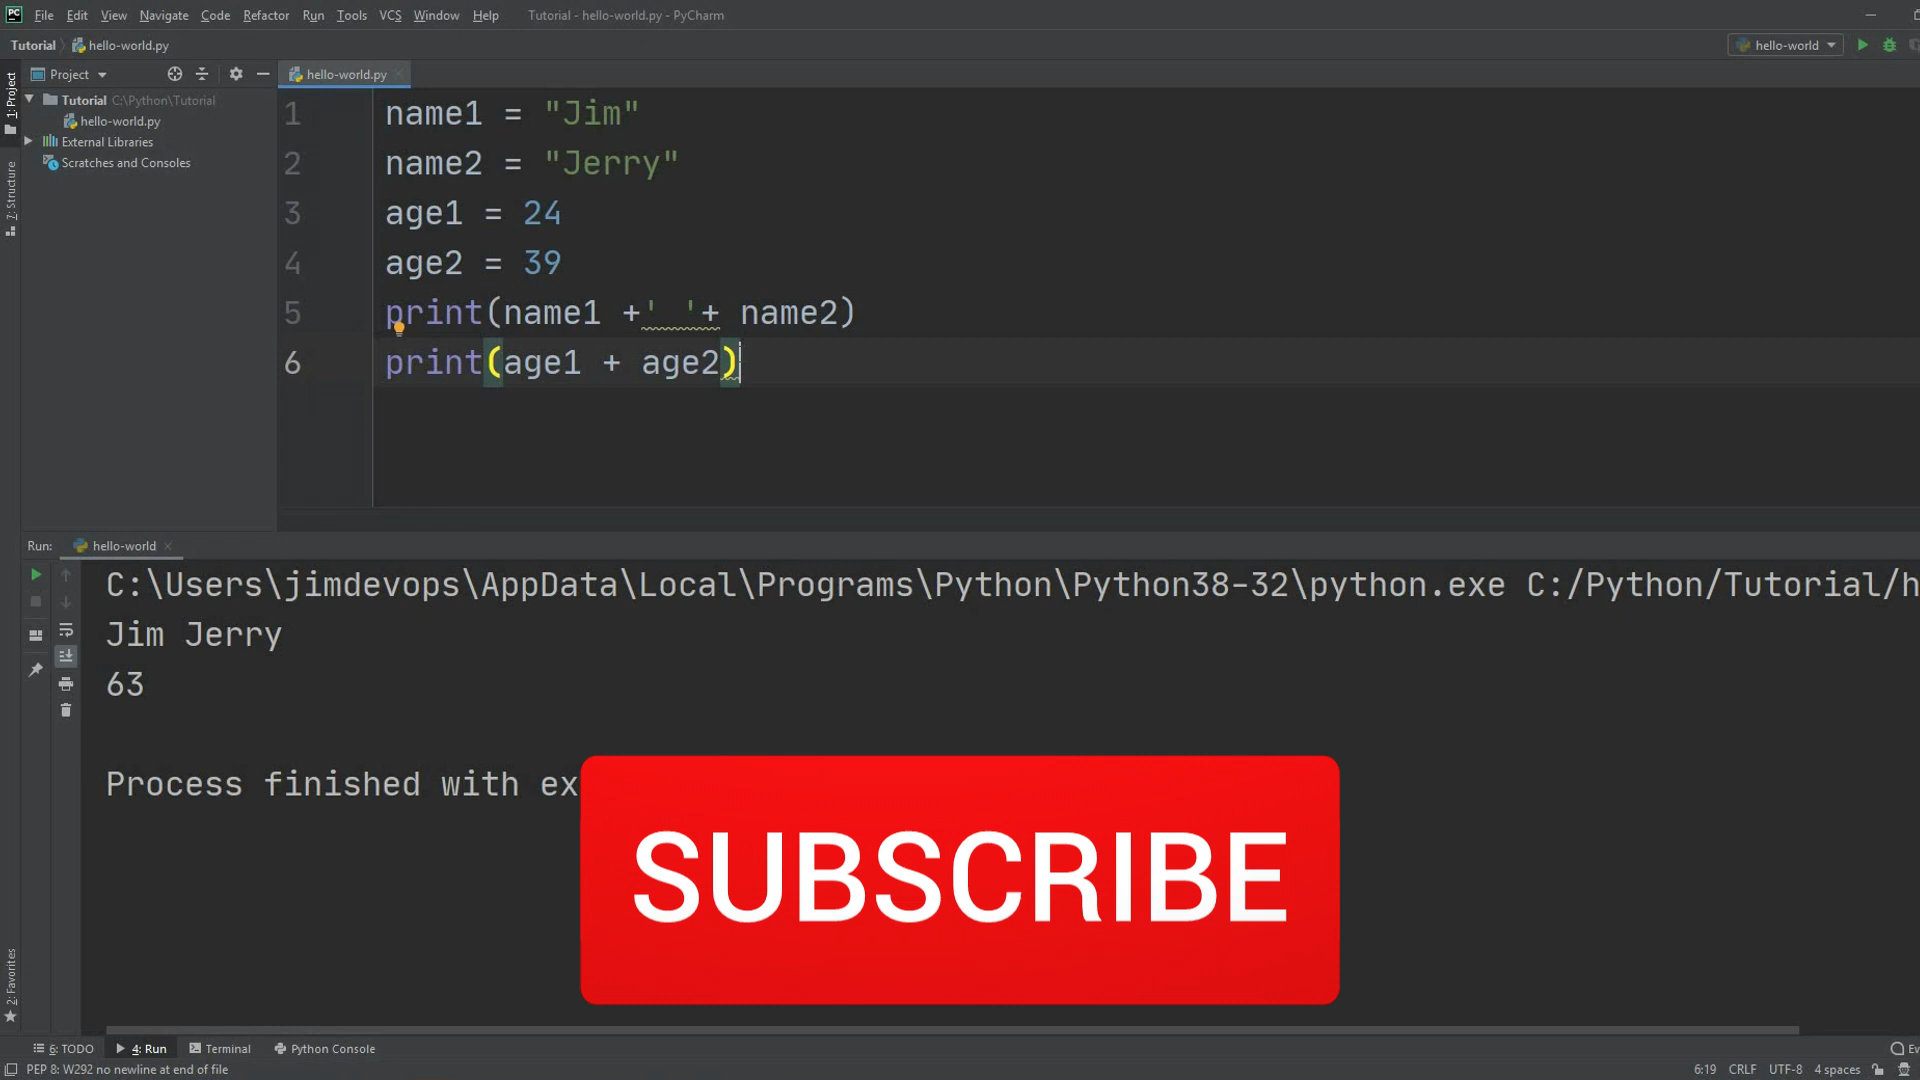 PC File Edit View Navigate Code Refactor Run Tools VCS Window Help Tutorial - hello-world.py - PyCharm
Tutorial hello-world.py hello-world
Project hello-world.py
1: Project
Tutorial C:\Python\Tutorial
hello-world.py
External Libraries
Scratches and Consoles
7: Structure
1 name1 = "Jim"
2 name2 = "Jerry"
3 age1 = 24
4 age2 = 39
5 print(name1 +' '+ name2)
6 print(age1 + age2)
Run: hello-world
C:\Users\jimdevops\AppData\Local\Programs\Python\Python38-32\python.exe C:/Python/Tutorial/h
Jim Jerry
63
Process finished with ex
SUBSCRIBE
2: Favorites
6: TODO 4: Run Terminal Python Console Ev
PEP 8: W292 no newline at end of file 6:19 CRLF UTF-8 4 spaces